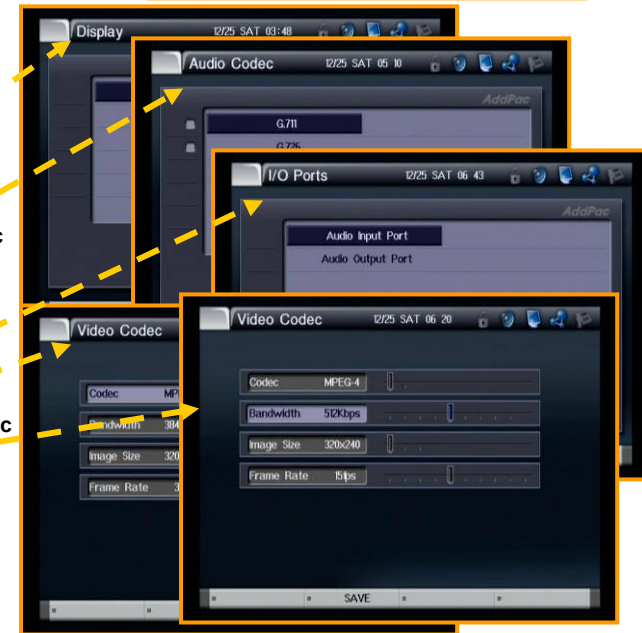 Display 12/25 SAT 03:48
Audio Codec 12/25 SAT 05 10
AddPac
G.711
G.726
I/O Ports 12/25 SAT 06 43
AddPac
Audio Input Port
Audio Output Port
c
Video Codec
Codec
Bandwidth 384
Image Size 320
Frame Rate 3
c
Video Codec 12/25 SAT 06 20
Codec MPEG-4
Bandwidth 512Kbps
Image Size 320x240
Frame Rate 15fps
SAVE